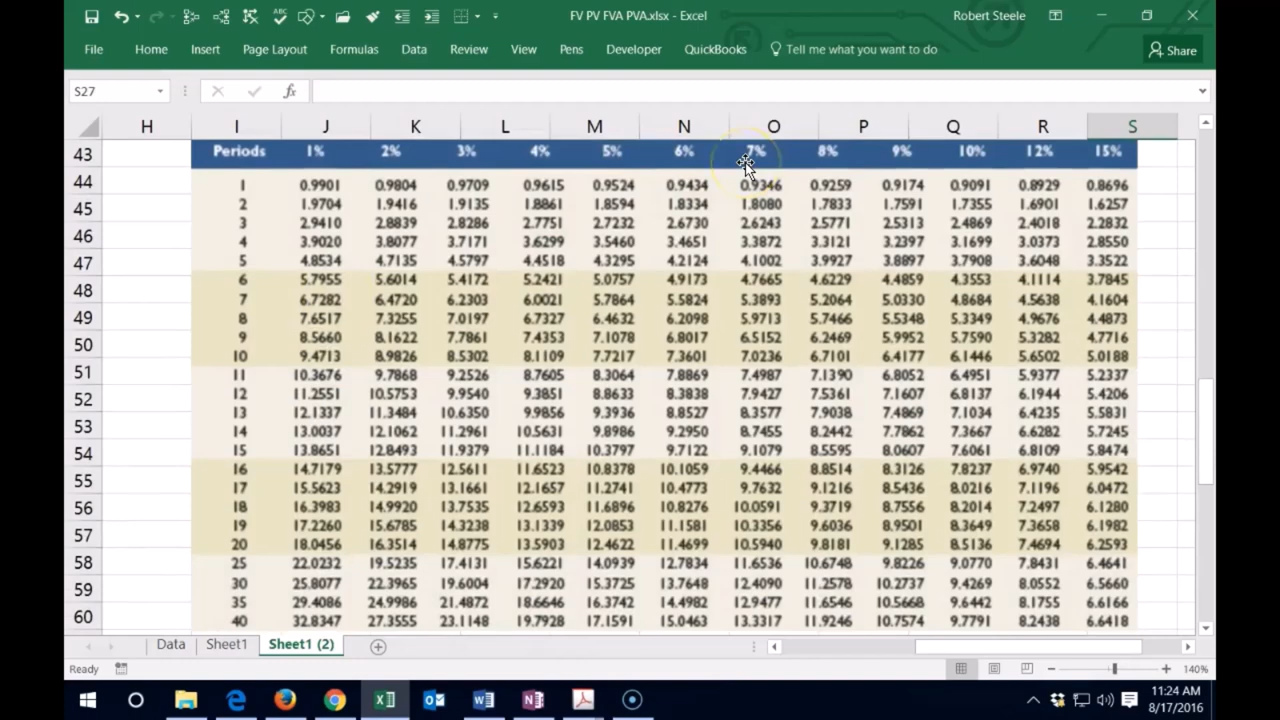 FV PV FVA PVA.xlsx - Excel Robert Steele
File Home Insert Page Layout Formulas Data Review View Pens Developer QuickBooks Tell me what you want to do Share
S27 fx
H I J K L M N O P Q R S
43 Periods 1% 2% 3% 4% 5% 6% 7% 8% 9% 10% 12% 15%
44 1 0.9901 0.9804 0.9709 0.9615 0.9524 0.9434 0.9346 0.9259 0.9174 0.9091 0.8929 0.8696
45 2 1.9704 1.9416 1.9135 1.8861 1.8594 1.8334 1.8080 1.7833 1.7591 1.7355 1.6901 1.6257
46 3 2.9410 2.8839 2.8286 2.7751 2.7232 2.6730 2.6243 2.5771 2.5313 2.4869 2.4018 2.2832
4 3.9020 3.8077 3.7171 3.6299 3.5460 3.4651 3.3872 3.3121 3.2397 3.1699 3.0373 2.8550
47 5 4.8534 4.7135 4.5797 4.4518 4.3295 4.2124 4.1002 3.9927 3.8897 3.7908 3.6048 3.3522
48 6 5.7955 5.6014 5.4172 5.2421 5.0757 4.9173 4.7665 4.6229 4.4859 4.3553 4.1114 3.7845
7 6.7282 6.4720 6.2303 6.0021 5.7864 5.5824 5.3893 5.2064 5.0330 4.8684 4.5638 4.1604
49 8 7.6517 7.3255 7.0197 6.7327 6.4632 6.2098 5.9713 5.7466 5.5348 5.3349 4.9676 4.4873
50 9 8.5660 8.1622 7.7861 7.4353 7.1078 6.8017 6.5152 6.2469 5.9952 5.7590 5.3282 4.7716
10 9.4713 8.9826 8.5302 8.1109 7.7217 7.3601 7.0236 6.7101 6.4177 6.1446 5.6502 5.0188
51 11 10.3676 9.7868 9.2526 8.7605 8.3064 7.8869 7.4987 7.1390 6.8052 6.4951 5.9377 5.2337
52 12 11.2551 10.5753 9.9540 9.3851 8.8633 8.3838 7.9427 7.5361 7.1607 6.8137 6.1944 5.4206
53 13 12.1337 11.3484 10.6350 9.9856 9.3936 8.8527 8.3577 7.9038 7.4869 7.1034 6.4235 5.5831
14 13.0037 12.1062 11.2961 10.5631 9.8986 9.2950 8.7455 8.2442 7.7862 7.3667 6.6282 5.7245
54 15 13.8651 12.8493 11.9379 11.1184 10.3797 9.7122 9.1079 8.5595 8.0607 7.6061 6.8109 5.8474
55 16 14.7179 13.5777 12.5611 11.6523 10.8378 10.1059 9.4466 8.8514 8.3126 7.8237 6.9740 5.9542
17 15.5623 14.2919 13.1661 12.1657 11.2741 10.4773 9.7632 9.1216 8.5436 8.0216 7.1196 6.0472
56 18 16.3983 14.9920 13.7535 12.6593 11.6896 10.8276 10.0591 9.3719 8.7556 8.2014 7.2497 6.1280
57 19 17.2260 15.6785 14.3238 13.1339 12.0853 11.1581 10.3356 9.6036 8.9501 8.3649 7.3658 6.1982
20 18.0456 16.3514 14.8775 13.5903 12.4622 11.4699 10.5940 9.8181 9.1285 8.5136 7.4694 6.2593
58 25 22.0232 19.5235 17.4131 15.6221 14.0939 12.7834 11.6536 10.6748 9.8226 9.0770 7.8431 6.4641
59 30 25.8077 22.3965 19.6004 17.2920 15.3725 13.7648 12.4090 11.2578 10.2737 9.4269 8.0552 6.5660
35 29.4086 24.9986 21.4872 18.6646 16.3742 14.4982 12.9477 11.6546 10.5668 9.6442 8.1755 6.6166
60 40 32.8347 27.3555 23.1148 19.7928 17.1591 15.0463 13.3317 11.9246 10.7574 9.7791 8.2438 6.6418
Data Sheet1 Sheet1 (2)
Ready 140%
11:24 AM
8/17/2016